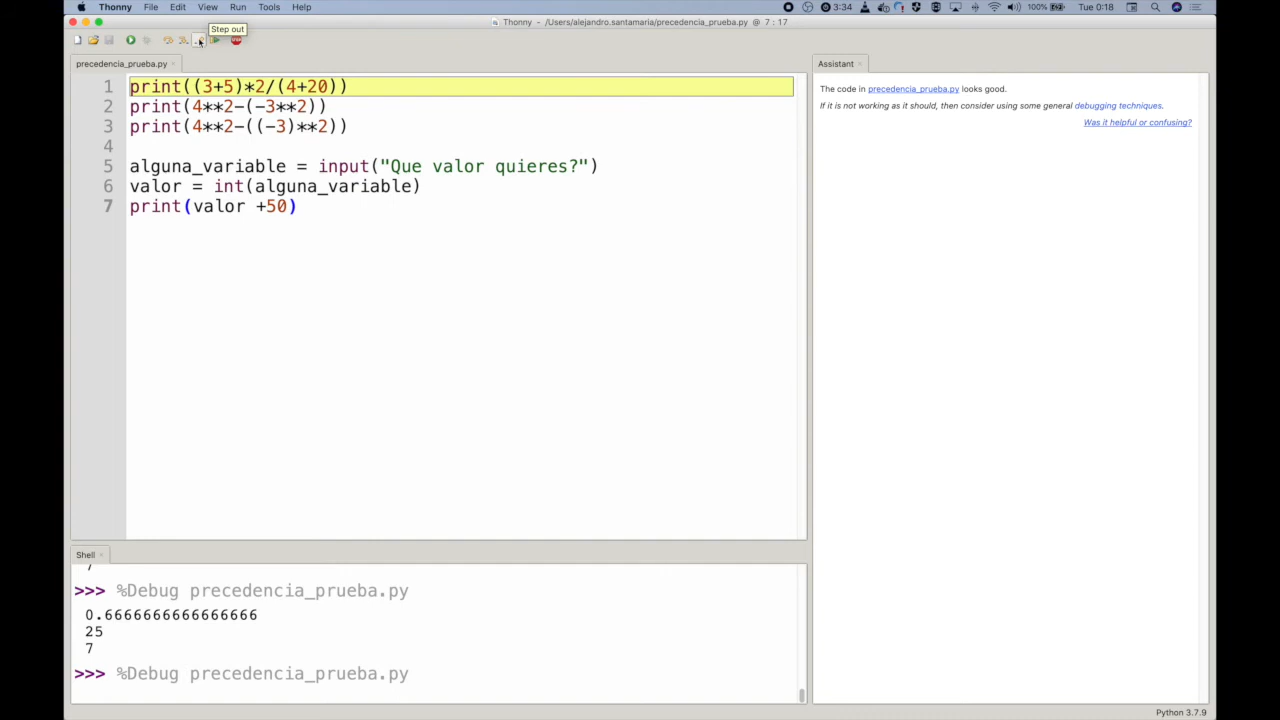 Thonny File Edit View Run Tools Help 3:34 100% Tue 0:18
Thonny - /Users/alejandro.santamaria/precedencia_prueba.py @ 7 : 17
Step out
precedencia_prueba.py ×
1 print((3+5)*2/(4+20))
2 print(4**2-(-3**2))
3 print(4**2-((-3)**2))
4
5 alguna_variable = input("Que valor quieres?")
6 valor = int(alguna_variable)
7 print(valor +50)
Assistant ×
The code in precedencia_prueba.py looks good.
If it is not working as it should, then consider using some general debugging techniques.
Was it helpful or confusing?
Shell ×
7
>>> %Debug precedencia_prueba.py
0.6666666666666666
25
7
>>> %Debug precedencia_prueba.py
Python 3.7.9